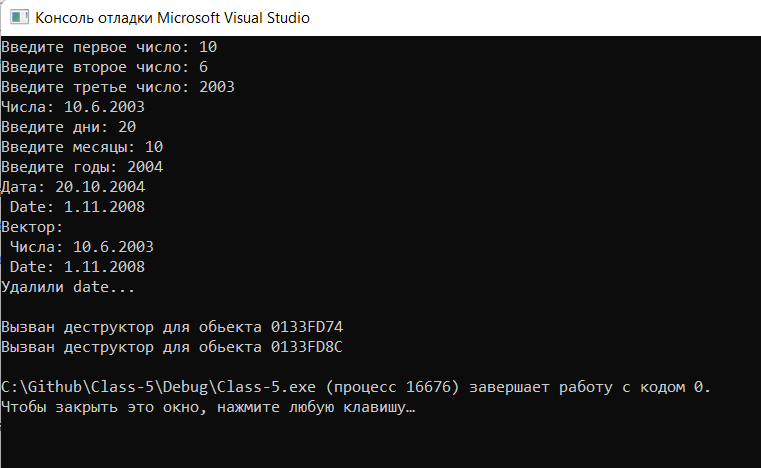 Консоль отладки Microsoft Visual Studio
Введите первое число: 10
Введите второе число: 6
Введите третье число: 2003
Числа: 10.6.2003
Введите дни: 20
Введите месяцы: 10
Введите годы: 2004
Дата: 20.10.2004
Date: 1.11.2008
Вектор:
Числа: 10.6.2003
Date: 1.11.2008
Удалили date...
Вызван деструктор для обьекта 0133FD74
Вызван деструктор для обьекта 0133FD8C
C:\Github\Class-5\Debug\Class-5.exe (процесс 16676) завершает работу с кодом 0.
Чтобы закрыть это окно, нажмите любую клавишу…